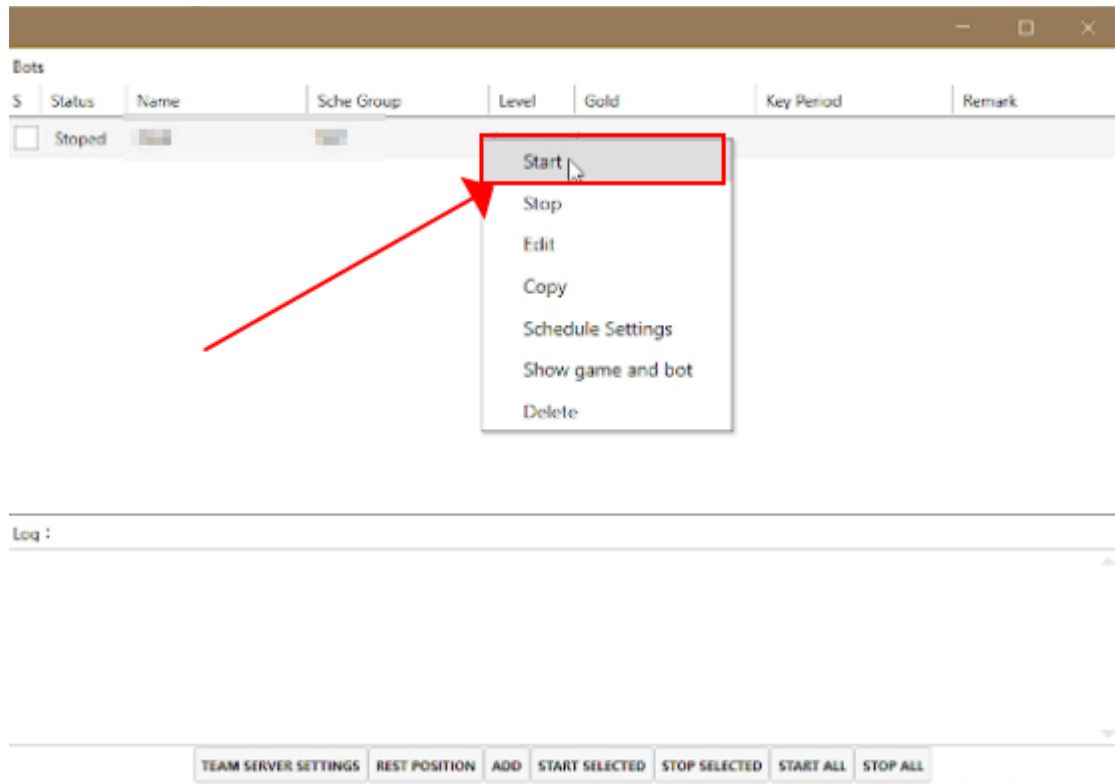 Bots
S Status Name Sche Group Level Gold Key Period Remark
Stoped
Start
Stop
Edit
Copy
Schedule Settings
Show game and bot
Delete
Log :
TEAM SERVER SETTINGS REST POSITION ADD START SELECTED STOP SELECTED START ALL STOP ALL